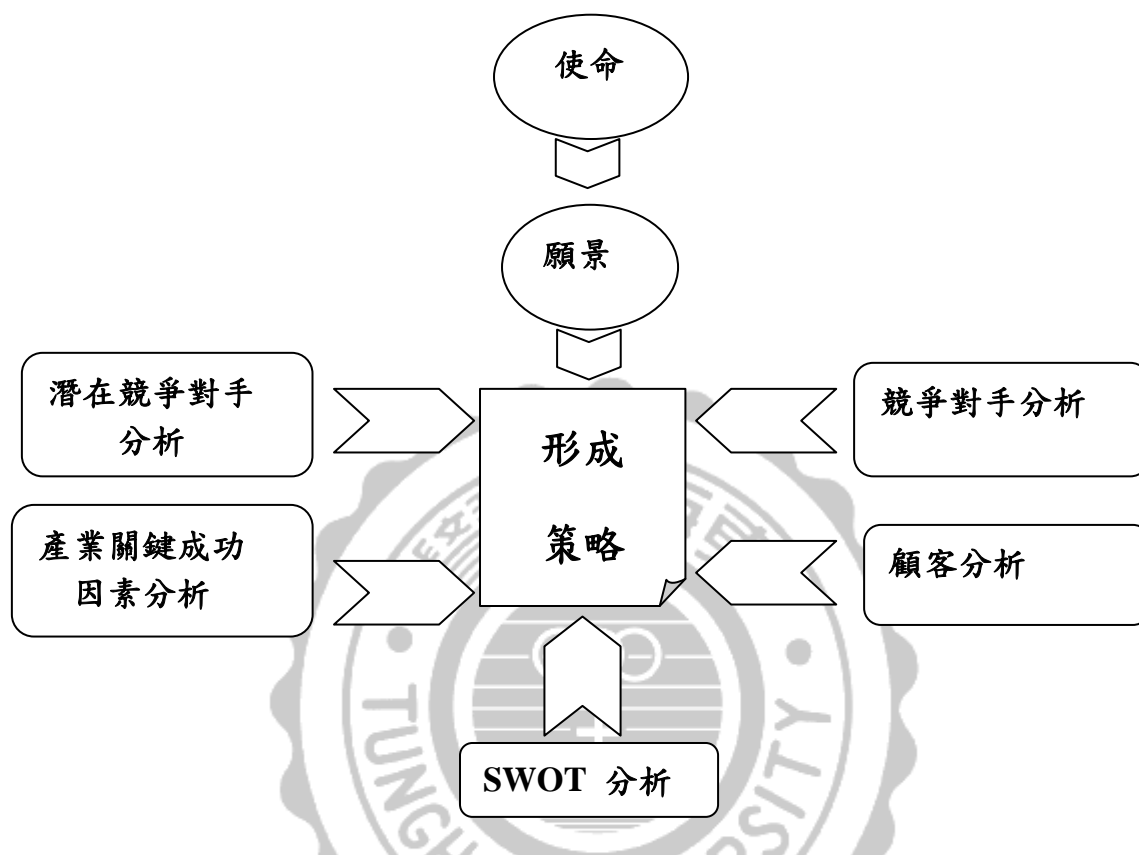 使命
願景
潛在競爭對手
分析
形成
策略
競爭對手分析
產業關鍵成功
因素分析
顧客分析
SWOT 分析